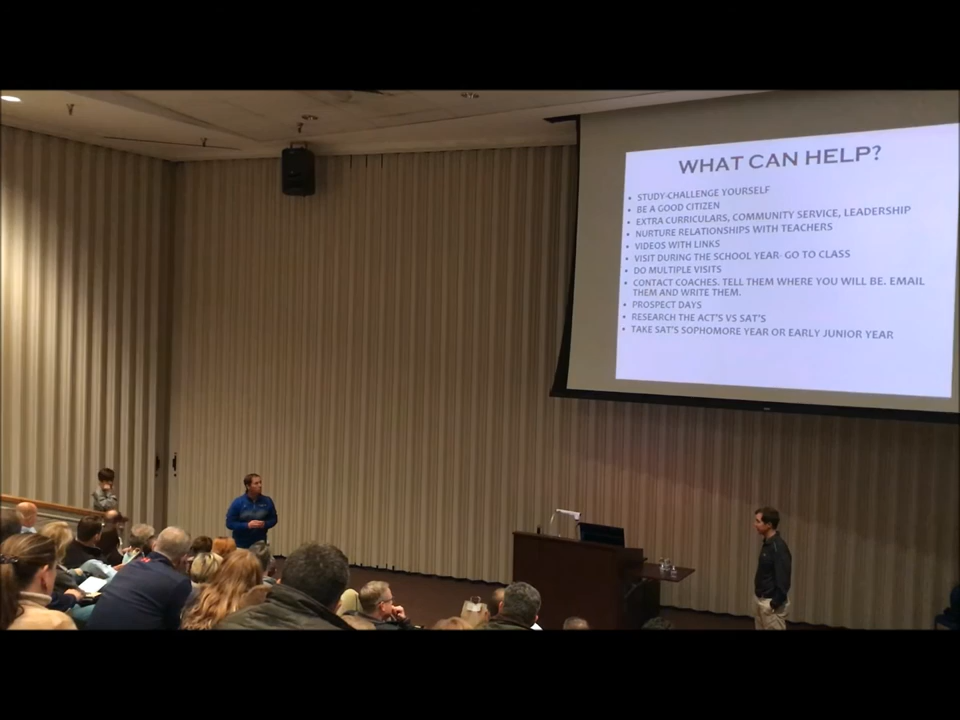 WHAT CAN HELP?
• STUDY-CHALLENGE YOURSELF
• BE A GOOD CITIZEN
• EXTRA CURRICULARS, COMMUNITY SERVICE, LEADERSHIP
• NURTURE RELATIONSHIPS WITH TEACHERS
• VIDEOS WITH LINKS
• VISIT DURING THE SCHOOL YEAR- GO TO CLASS
• DO MULTIPLE VISITS
• CONTACT COACHES. TELL THEM WHERE YOU WILL BE. EMAIL
THEM AND WRITE THEM.
• PROSPECT DAYS
• RESEARCH THE ACT'S VS SAT'S
• TAKE SAT'S SOPHOMORE YEAR OR EARLY JUNIOR YEAR